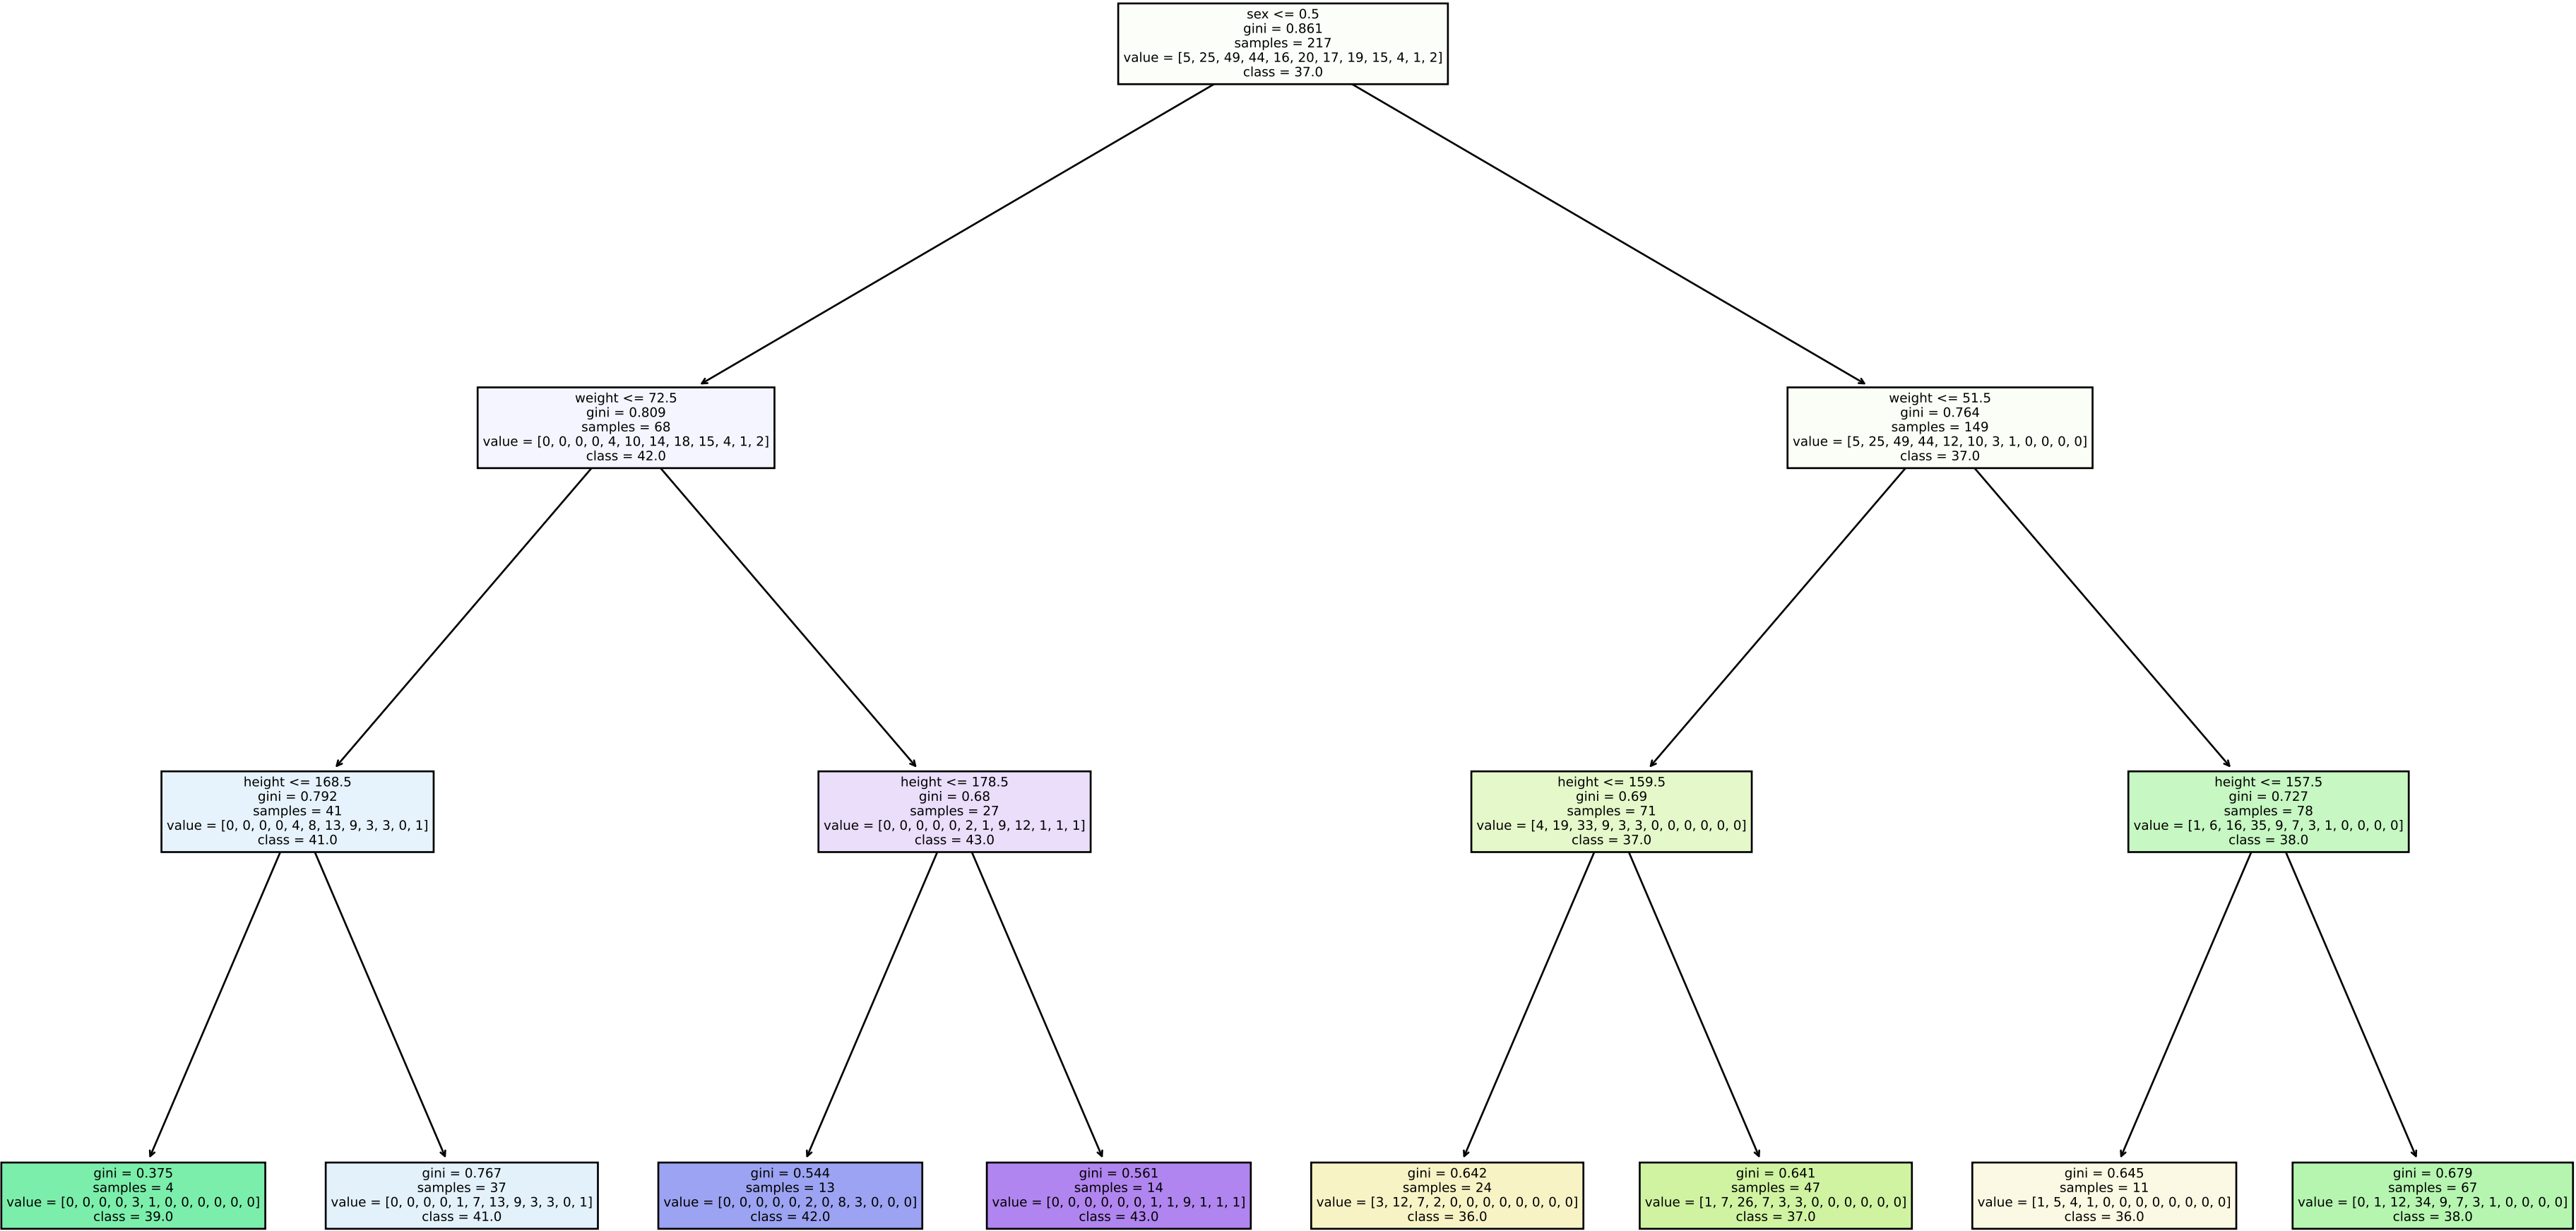 sex <= 0.5
gini = 0.861
samples = 217
value = [5, 25, 49, 44, 16, 20, 17, 19, 15, 4, 1, 2]
class = 37.0
weight <= 72.5
gini = 0.809
samples = 68
value = [0, 0, 0, 0, 4, 10, 14, 18, 15, 4, 1, 2]
class = 42.0
weight <= 51.5
gini = 0.764
samples = 149
value = [5, 25, 49, 44, 12, 10, 3, 1, 0, 0, 0, 0]
class = 37.0
height <= 168.5
gini = 0.792
samples = 41
value = [0, 0, 0, 0, 4, 8, 13, 9, 3, 3, 0, 1]
class = 41.0
height <= 178.5
gini = 0.68
samples = 27
value = [0, 0, 0, 0, 0, 2, 1, 9, 12, 1, 1, 1]
class = 43.0
height <= 159.5
gini = 0.69
samples = 71
value = [4, 19, 33, 9, 3, 3, 0, 0, 0, 0, 0, 0]
class = 37.0
height <= 157.5
gini = 0.727
samples = 78
value = [1, 6, 16, 35, 9, 7, 3, 1, 0, 0, 0, 0]
class = 38.0
gini = 0.375
samples = 4
value = [0, 0, 0, 0, 3, 1, 0, 0, 0, 0, 0, 0]
class = 39.0
gini = 0.767
samples = 37
value = [0, 0, 0, 0, 1, 7, 13, 9, 3, 3, 0, 1]
class = 41.0
gini = 0.544
samples = 13
value = [0, 0, 0, 0, 0, 2, 0, 8, 3, 0, 0, 0]
class = 42.0
gini = 0.561
samples = 14
value = [0, 0, 0, 0, 0, 0, 1, 1, 9, 1, 1, 1]
class = 43.0
gini = 0.642
samples = 24
value = [3, 12, 7, 2, 0, 0, 0, 0, 0, 0, 0, 0]
class = 36.0
gini = 0.641
samples = 47
value = [1, 7, 26, 7, 3, 3, 0, 0, 0, 0, 0, 0]
class = 37.0
gini = 0.645
samples = 11
value = [1, 5, 4, 1, 0, 0, 0, 0, 0, 0, 0, 0]
class = 36.0
gini = 0.679
samples = 67
value = [0, 1, 12, 34, 9, 7, 3, 1, 0, 0, 0, 0]
class = 38.0